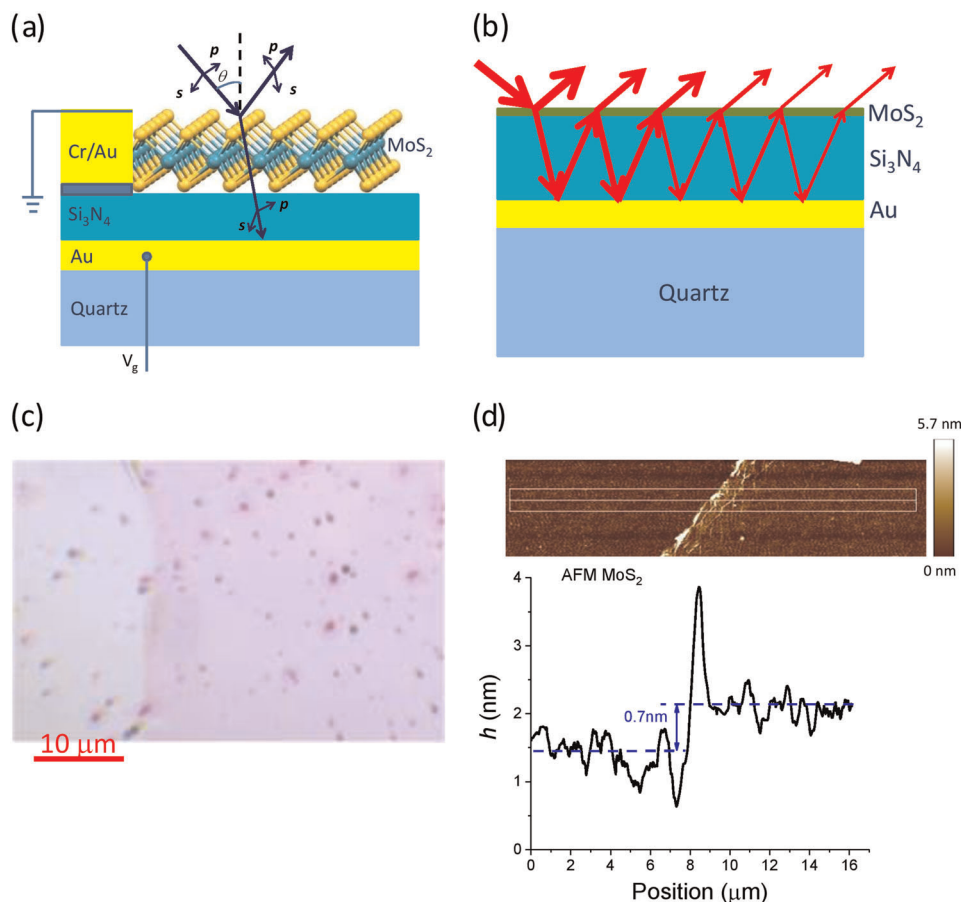 (a)
p
p
θ
s
s
MoS₂
Cr/Au
Si₃N₄
p
s
Au
Quartz
Vg
(b)
MoS₂
Si₃N₄
Au
Quartz
(c)
10 μm
(d)
5.7 nm
0 nm
AFM MoS₂
4
3
2
1
0
0.7nm
h (nm)
0 2 4 6 8 10 12 14 16
Position (μm)